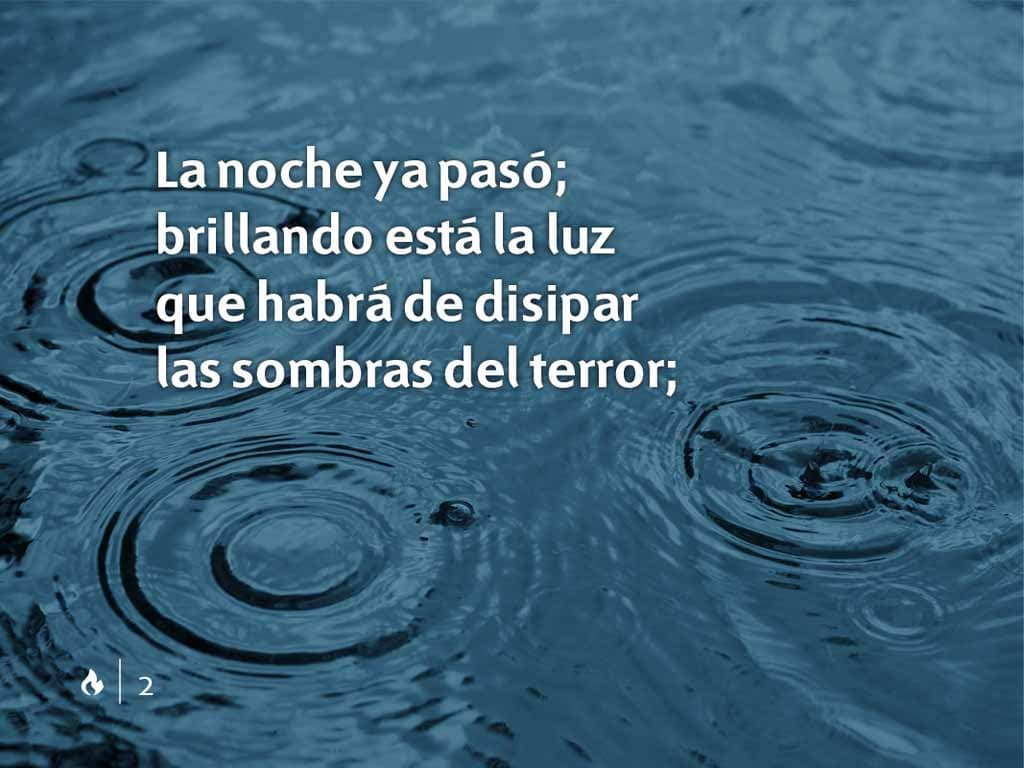 La noche ya pasó;
brillando está la luz
que habrá de disipar
las sombras del terror;
2